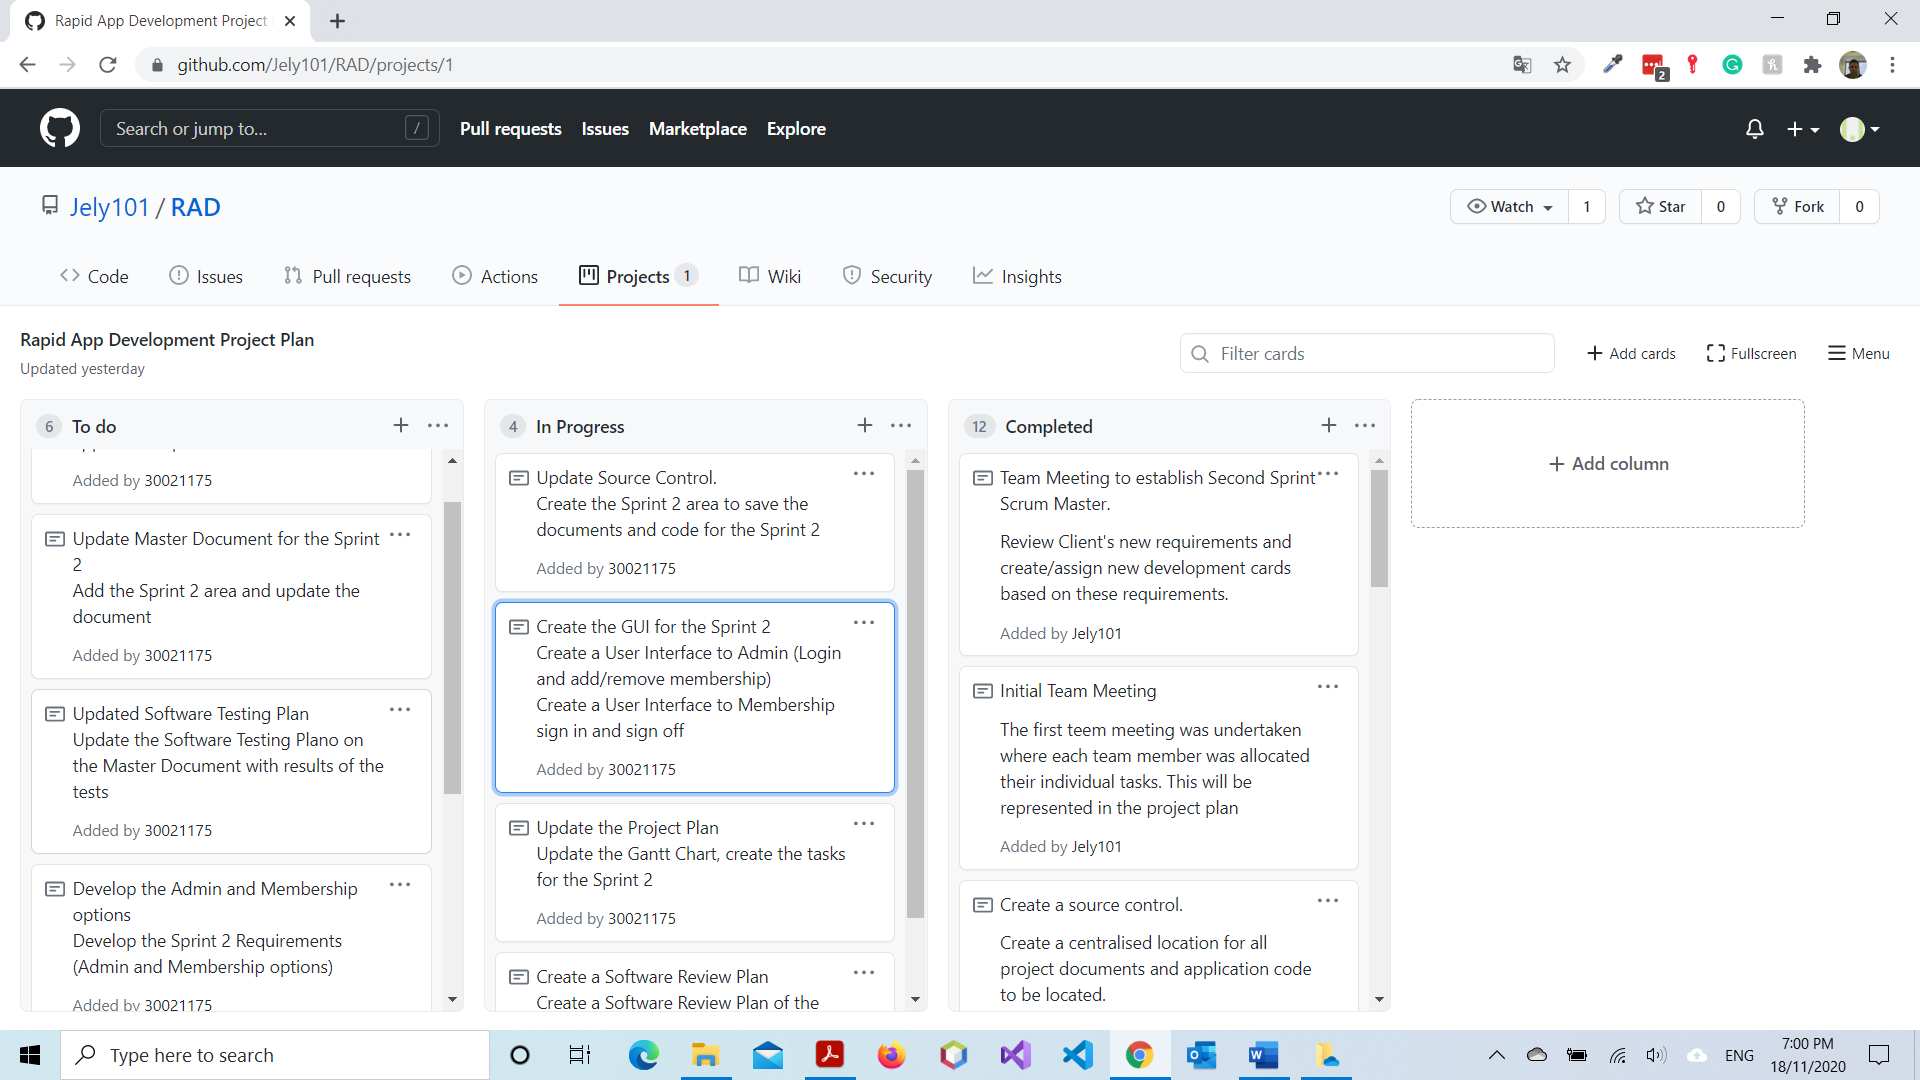 Rapid App Development Project
github.com/Jely101/RAD/projects/1
2
Search or jump to...
/
Pull requests
Issues
Marketplace
Explore
Jely101 / RAD
Watch
1
Star
0
Fork
0
Code
Issues
Pull requests
Actions
Projects
1
Wiki
Security
Insights
Rapid App Development Project Plan
Updated yesterday
Filter cards
Add cards
Fullscreen
Menu
6
To do
Added by 30021175
Update Master Document for the Sprint
2
Add the Sprint 2 area and update the
document
Added by 30021175
Updated Software Testing Plan
Update the Software Testing Plano on
the Master Document with results of the
tests
Added by 30021175
Develop the Admin and Membership
options
Develop the Sprint 2 Requirements
(Admin and Membership options)
Added by 30021175
4
In Progress
Update Source Control.
Create the Sprint 2 area to save the
documents and code for the Sprint 2
Added by 30021175
Create the GUI for the Sprint 2
Create a User Interface to Admin (Login
and add/remove membership)
Create a User Interface to Membership
sign in and sign off
Added by 30021175
Update the Project Plan
Update the Gantt Chart, create the tasks
for the Sprint 2
Added by 30021175
Create a Software Review Plan
Create a Software Review Plan of the
12
Completed
Team Meeting to establish Second Sprint
Scrum Master.
Review Client's new requirements and
create/assign new development cards
based on these requirements.
Added by Jely101
Initial Team Meeting
The first teem meeting was undertaken
where each team member was allocated
their individual tasks. This will be
represented in the project plan
Added by Jely101
Create a source control.
Create a centralised location for all
project documents and application code
to be located.
Add column
Type here to search
ENG
7:00 PM
18/11/2020